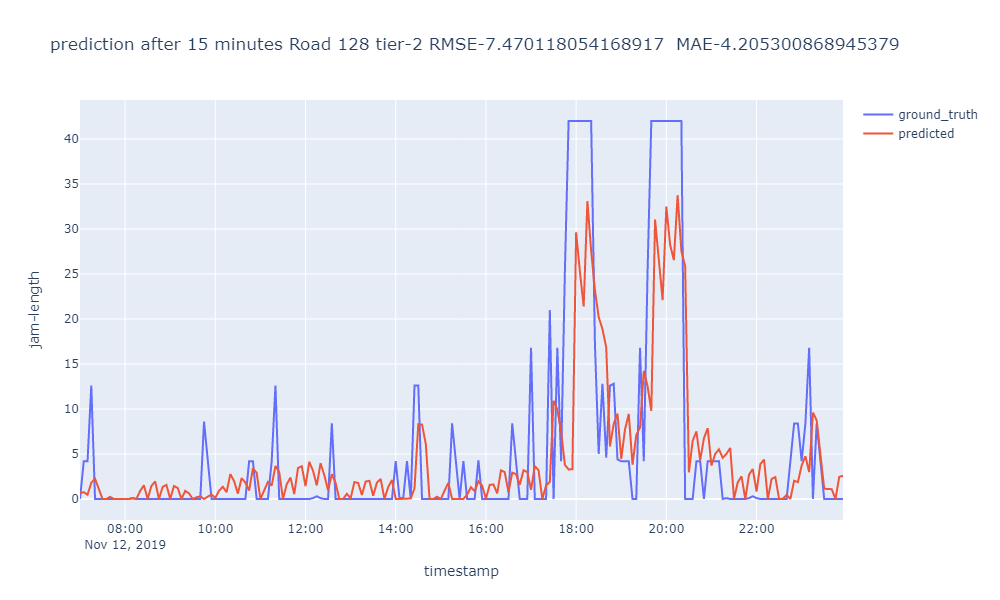 prediction after 15 minutes Road 128 tier-2 RMSE-7.470118054168917  MAE-4.205300868945379
ground_truth
predicted
jam-length
40
35
30
25
20
15
10
5
0
08:00 10:00 12:00 14:00 16:00 18:00 20:00 22:00
Nov 12, 2019
timestamp